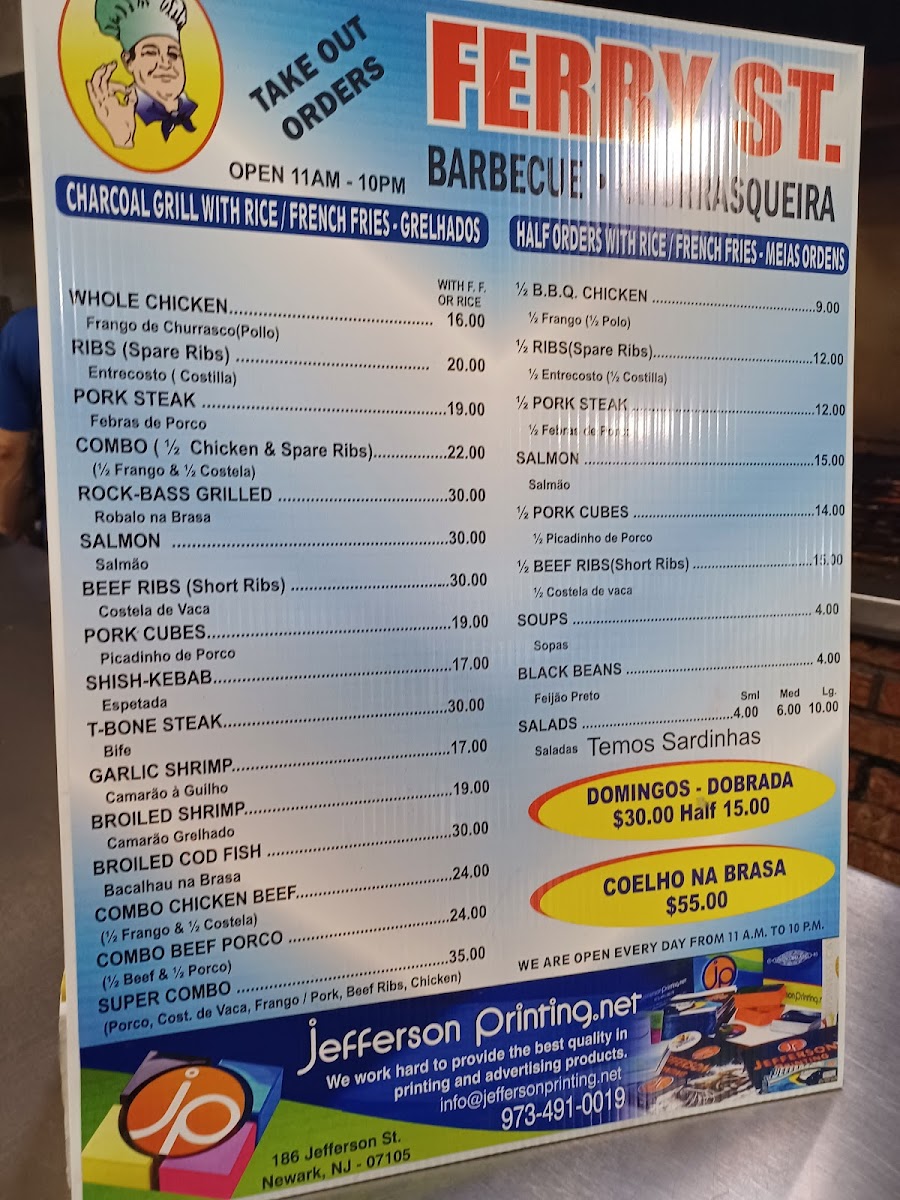 TAKE OUT
ORDERS
FERRY ST.
BARBECUE • CHURRASQUEIRA
OPEN 11AM - 10PM
CHARCOAL GRILL WITH RICE / FRENCH FRIES - GRELHADOS
WITH F. F.
OR RICE
WHOLE CHICKEN 16.00
Frango de Churrasco(Pollo)
RIBS (Spare Ribs) 20.00
Entrecosto ( Costilla)
PORK STEAK 19.00
Febras de Porco
COMBO ( ½ Chicken & Spare Ribs) 22.00
(½ Frango & ½ Costela)
ROCK-BASS GRILLED 30.00
Robalo na Brasa
SALMON 30.00
Salmão
BEEF RIBS (Short Ribs) 30.00
Costela de Vaca
PORK CUBES 19.00
Picadinho de Porco
SHISH-KEBAB 17.00
Espetada
T-BONE STEAK 30.00
Bife
GARLIC SHRIMP 17.00
Camarão à Guilho
BROILED SHRIMP 19.00
Camarão Grelhado
BROILED COD FISH 30.00
Bacalhau na Brasa
COMBO CHICKEN BEEF 24.00
(½ Frango & ½ Costela)
COMBO BEEF PORCO 24.00
(½ Beef & ½ Porco)
SUPER COMBO 35.00
(Porco, Cost. de Vaca, Frango / Pork, Beef Ribs, Chicken)
HALF ORDERS WITH RICE / FRENCH FRIES - MEIAS ORDENS
½ B.B.Q. CHICKEN 9.00
½ Frango (½ Polo)
½ RIBS(Spare Ribs) 12.00
½ Entrecosto (½ Costilla)
½ PORK STEAK 12.00
½ Febras de Porco
SALMON 15.00
Salmão
½ PORK CUBES 14.00
½ Picadinho de Porco
½ BEEF RIBS(Short Ribs) 15.00
½ Costela de vaca
SOUPS 4.00
Sopas
BLACK BEANS 4.00
Feijão Preto
Sml Med Lg.
SALADS 4.00 6.00 10.00
Saladas Temos Sardinhas
DOMINGOS - DOBRADA
$30.00 Half 15.00
COELHO NA BRASA
$55.00
WE ARE OPEN EVERY DAY FROM 11 A.M. TO 10 P.M.
jefferson printing.net
We work hard to provide the best quality in
printing and advertising products.
info@jeffersonprinting.net
973-491-0019
jp
186 Jefferson St.
Newark, NJ - 07105
jp
JEFFERSON
PRINTING